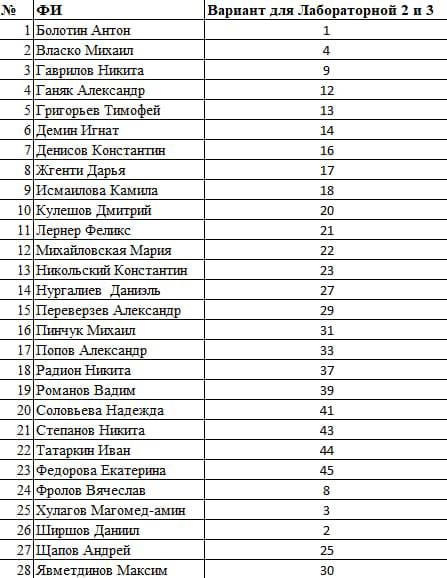 № ФИ Вариант для Лабораторной 2 и 3
1 Болотин Антон 1
2 Власко Михаил 4
3 Гаврилов Никита 9
4 Ганяк Александр 12
5 Григорьев Тимофей 13
6 Демин Игнат 14
7 Денисов Константин 16
8 Жгенти Дарья 17
9 Исмаилова Камила 18
10 Кулешов Дмитрий 20
11 Лернер Феликс 21
12 Михайловская Мария 22
13 Никольский Константин 23
14 Нургалиев Даниэль 27
15 Переверзев Александр 29
16 Пинчук Михаил 31
17 Попов Александр 33
18 Радион Никита 37
19 Романов Вадим 39
20 Соловьева Надежда 41
21 Степанов Никита 43
22 Татаркин Иван 44
23 Федорова Екатерина 45
24 Фролов Вячеслав 8
25 Хулагов Магомед-амин 3
26 Ширшов Даниил 2
27 Щапов Андрей 25
28 Явметдинов Максим 30